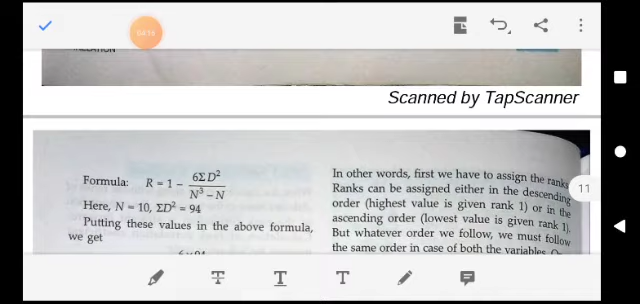 Scanned by TapScanner
Formula: R = 1 − 6ΣD² / N³ − N
Here, N = 10, ΣD² = 94
Putting these values in the above formula,
we get
In other words, first we have to assign the ranks
Ranks can be assigned either in the descending
order (highest value is given rank 1) or in the
ascending order (lowest value is given rank 1).
But whatever order we follow, we must follow
the same order in case of both the variables.
11
T
T
T